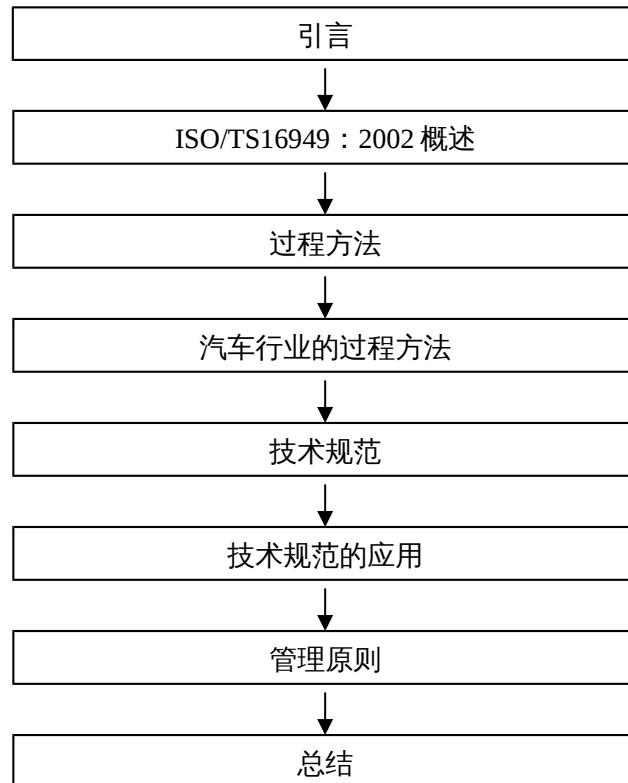 引言
ISO/TS16949：2002 概述
过程方法
汽车行业的过程方法
技术规范
技术规范的应用
管理原则
总结